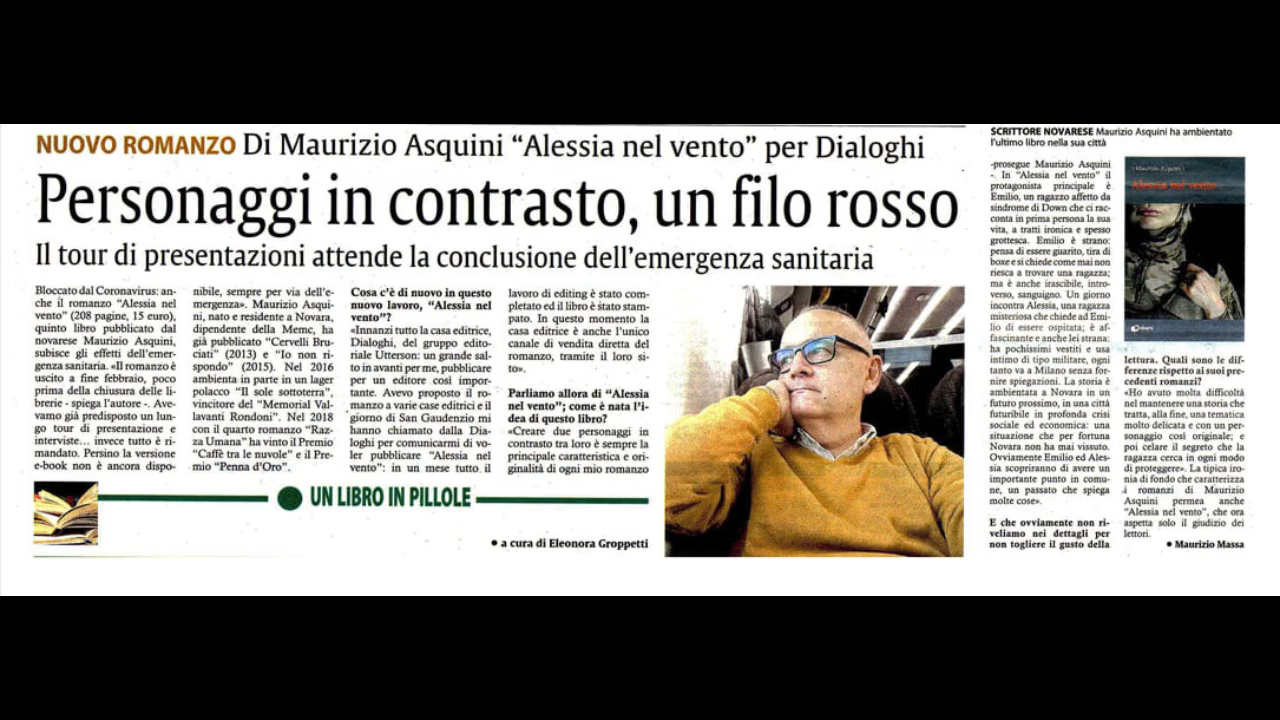 NUOVO ROMANZO Di Maurizio Asquini “Alessia nel vento” per Dialoghi
Personaggi in contrasto, un filo rosso
Il tour di presentazioni attende la conclusione dell’emergenza sanitaria
Bloccato dal Coronavirus: an-
che il romanzo “Alessia nel
vento” (208 pagine, 15 euro),
quinto libro pubblicato dal
novarese Maurizio Asquini,
subisce gli effetti dell’emer-
genza sanitaria. «Il romanzo è
uscito a fine febbraio, poco
prima della chiusura delle li-
brerie - spiega l’autore -. Ave-
vamo già predisposto un lun-
go tour di presentazione e
interviste... invece tutto è ri-
mandato. Persino la versione
e-book non è ancora dispo-
nibile, sempre per via dell’e-
mergenza». Maurizio Asqui-
ni, nato e residente a Novara,
dipendente della Memc, ha
già pubblicato “Cervelli Bru-
ciati” (2013) e “Io non ri-
spondo” (2015). Nel 2016
ambienta in parte in un lager
polacco “Il sole sottoterra”,
vincitore del “Memorial Val-
lavanti Rondoni”. Nel 2018
con il quarto romanzo “Raz-
za Umana” ha vinto il Premio
“Caffè tra le nuvole” e il Pre-
mio “Penna d’Oro”.
Cosa c’è di nuovo in questo
nuovo lavoro, “Alessia nel
vento”?
«Innanzi tutto la casa editrice,
Dialoghi, del gruppo edito-
riale Utterson: un grande sal-
to in avanti per me, pubblicare
per un editore così impor-
tante. Avevo proposto il ro-
manzo a varie case editrici e il
giorno di San Gaudenzio mi
hanno chiamato dalla Dia-
loghi per comunicarmi di vo-
ler pubblicare “Alessia nel
vento”: in un mese tutto il
lavoro di editing è stato com-
pletato ed il libro è stato stam-
pato. In questo momento la
casa editrice è anche l’unico
canale di vendita diretta del
romanzo, tramite il loro si-
to».
Parliamo allora di “Alessia
nel vento”; come è nata l’i-
dea di questo libro?
«Creare due personaggi in
contrasto tra loro è sempre la
principale caratteristica e ori-
ginalità di ogni mio romanzo
UN LIBRO IN PILLOLE
• a cura di Eleonora Groppetti
SCRITTORE NOVARESE Maurizio Asquini ha ambientato
l’ultimo libro nella sua città
-prosegue Maurizio Asquini
-. In “Alessia nel vento” il
protagonista principale è
Emilio, un ragazzo affetto da
sindrome di Down che ci rac-
conta in prima persona la sua
vita, a tratti ironica e spesso
grottesca. Emilio è strano:
pensa di essere guarito, tira di
boxe e si chiede come mai non
riesca a trovare una ragazza;
ma è anche irascibile, intro-
verso, sanguigno. Un giorno
incontra Alessia, una ragazza
misteriosa che chiede ad Emi-
lio di essere ospitata; è af-
fascinante e anche lei strana:
ha pochissimi vestiti e usa
intimo di tipo militare, ogni
tanto va a Milano senza for-
nire spiegazioni. La storia è
ambientata a Novara in un
futuro prossimo, in una città
futuribile in profonda crisi
sociale ed economica: una
situazione che per fortuna
Novara non ha mai vissuto.
Ovviamente Emilio ed Ales-
sia scopriranno di avere un
importante punto in comu-
ne, un passato che spiega
molte cose».
E che ovviamente non ri-
veliamo nei dettagli per
non togliere il gusto della
Maurizio Asquini
Alessia nel vento
lettura. Quali sono le dif-
ferenze rispetto ai suoi pre-
cedenti romanzi?
«Ho avuto molta difficoltà
nel mantenere una storia che
tratta, alla fine, una tematica
molto delicata e con un per-
sonaggio così originale; e
poi celare il segreto che la
ragazza cerca in ogni modo
di proteggere». La tipica iro-
nia di fondo che caratterizza
i romanzi di Maurizio
Asquini permea anche
“Alessia nel vento”, che ora
aspetta solo il giudizio dei
lettori.
• Maurizio Massa